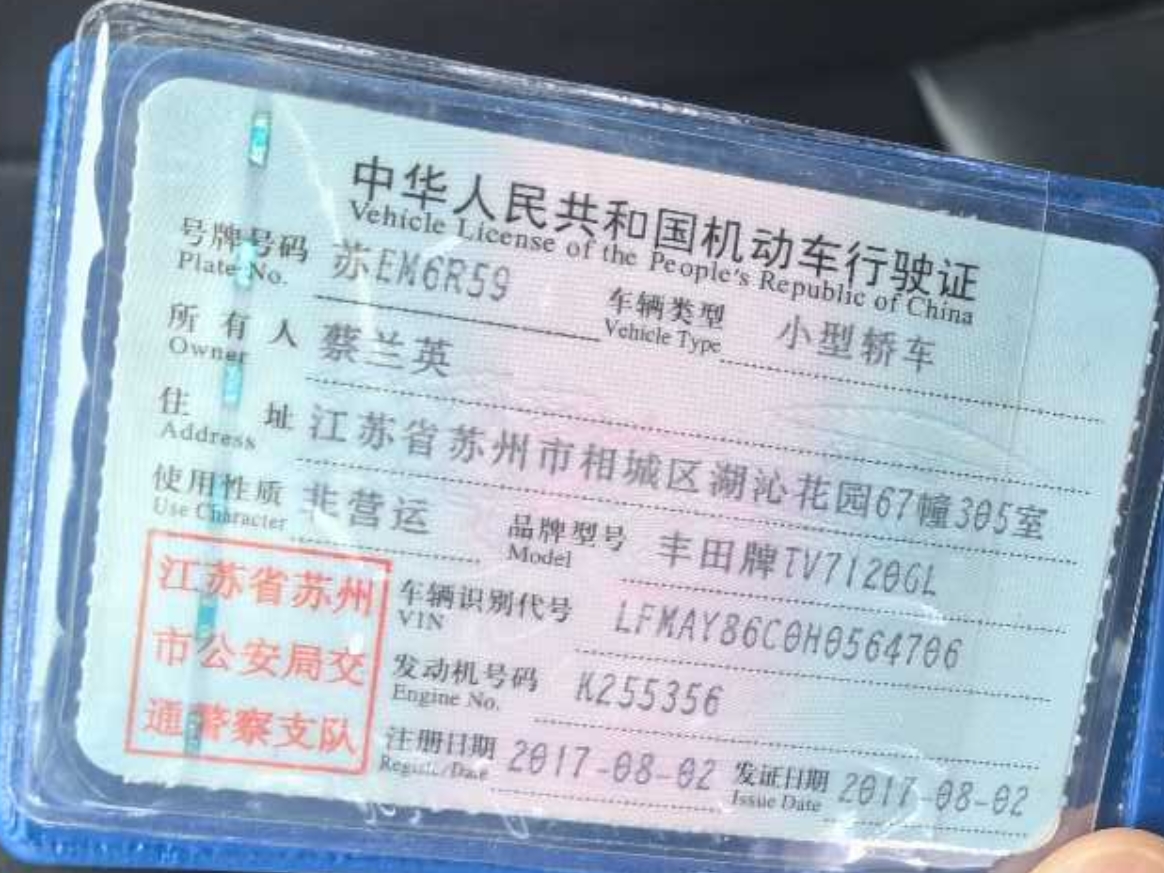 中华人民共和国机动车行驶证
Vehicle License of the People's Republic of China
号牌号码 苏EM6R59 车辆类型 小型轿车
Plate No. Vehicle Type
所有人 蔡兰英
Owner
住址 江苏省苏州市相城区湖沁花园67幢305室
Address
使用性质 非营运 品牌型号 丰田牌TV7120GL
Use Character Model
江苏省苏州
市公安局交
通警察支队
车辆识别代号 LFMAY86C0H0564706
VIN
发动机号码 K255356
Engine No.
注册日期 2017-08-02 发证日期 2017-08-02
Register Date Issue Date